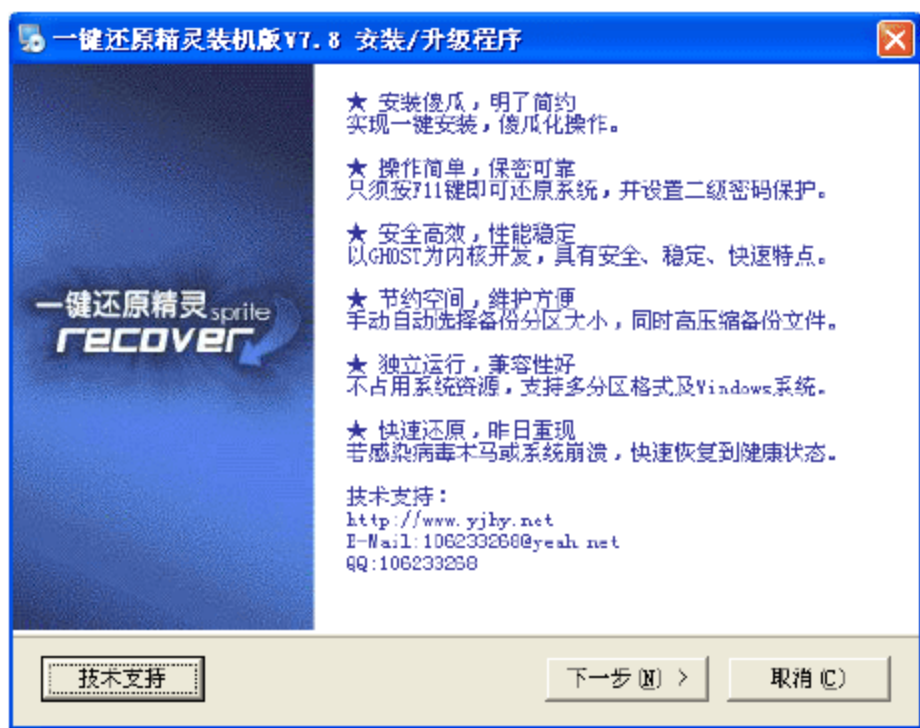 一键还原精灵装机版V7.8 安装/升级程序
★ 安装傻瓜，明了简约
实现一键安装，傻瓜化操作。
★ 操作简单，保密可靠
只须按F11键即可还原系统，并设置二级密码保护。
★ 安全高效，性能稳定
以GHOST为内核开发，具有安全、稳定、快速特点。
★ 节约空间，维护方便
手动自动选择备份分区大小，同时高压缩备份文件。
★ 独立运行，兼容性好
不占用系统资源，支持多分区格式及Windows系统。
★ 快速还原，昨日重现
若感染病毒木马或系统崩溃，快速恢复到健康状态。
技术支持：
http://www.yjhy.net
E-Mail:106233268@yeah.net
QQ:106233268
一键还原精灵 sprite
recover
技术支持
下一步(N) >
取消(C)